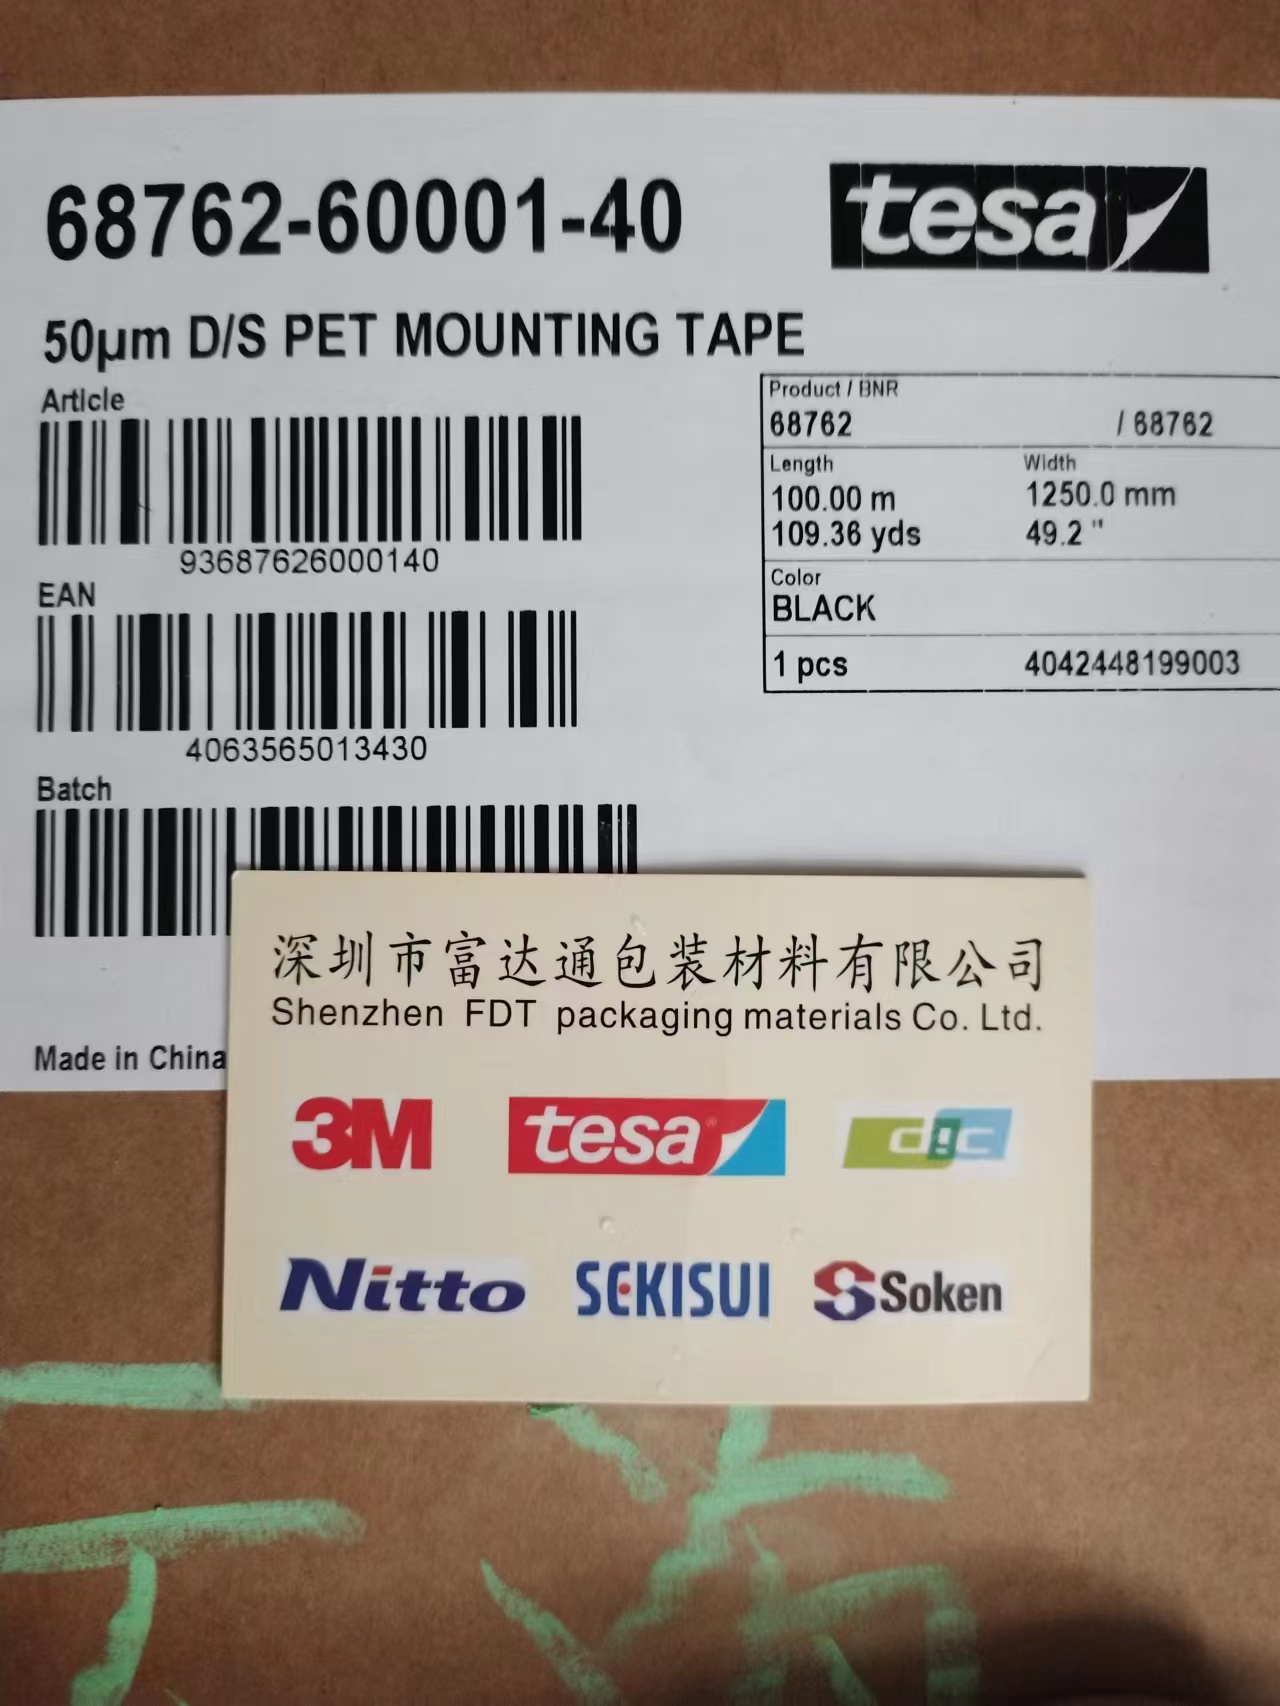 68762-60001-40
tesa
50µm D/S PET MOUNTING TAPE
Article
93687626000140
EAN
4063565013430
Batch
Made in China
Product / BNR
68762 / 68762
Length Width
100.00 m 1250.0 mm
109.36 yds 49.2 "
Color
BLACK
1 pcs 4042448199003
深圳市富达通包装材料有限公司
Shenzhen FDT packaging materials Co. Ltd.
3M tesa® dgc
Nitto SEKISUI Soken